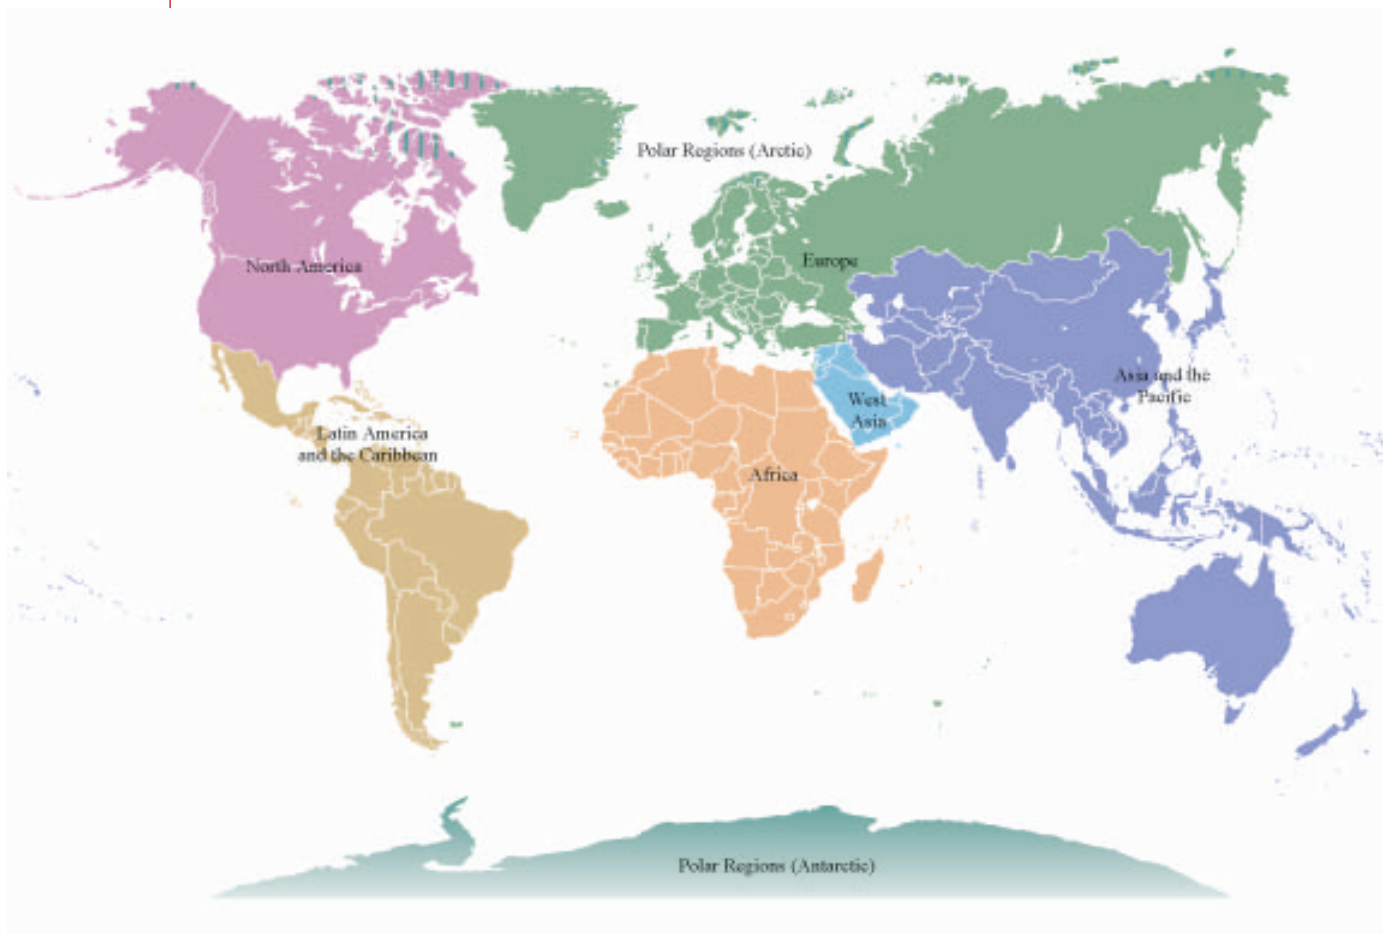 Polar Regions (Arctic)
North America
Europe
Asia and the
Pacific
West
Asia
Latin America
and the Caribbean
Africa
Polar Regions (Antarctic)